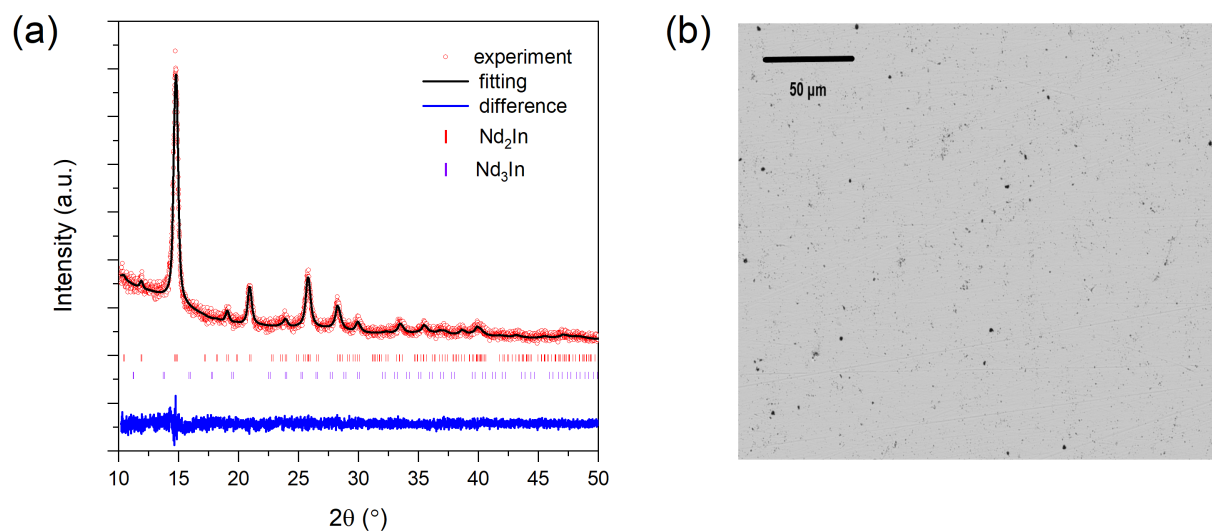 (a)
experiment
fitting
difference
Nd₂In
Nd₃In
Intensity (a.u.)
10 15 20 25 30 35 40 45 50
2θ (°)
(b)
50 µm